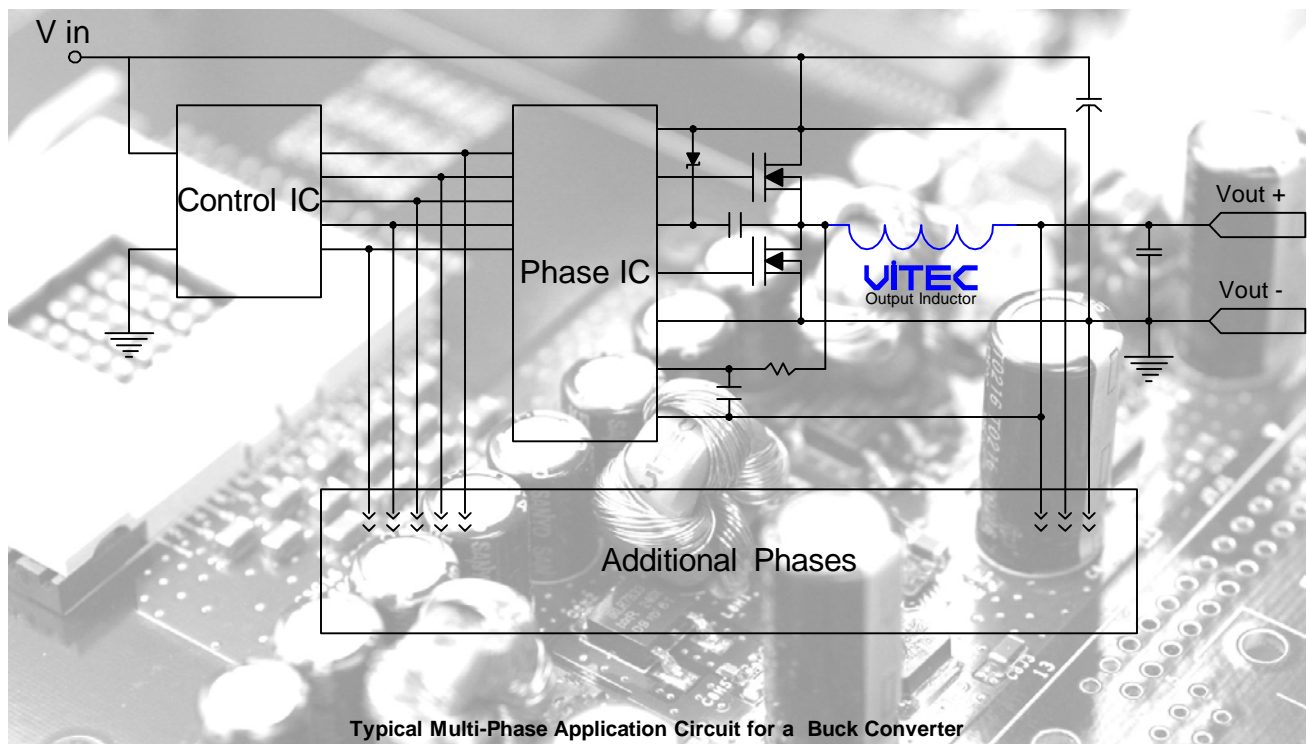 V in
Control IC
Phase IC
Vout +
ViTEC
Output Inductor
Vout -
Additional Phases
Typical Multi-Phase Application Circuit for a Buck Converter